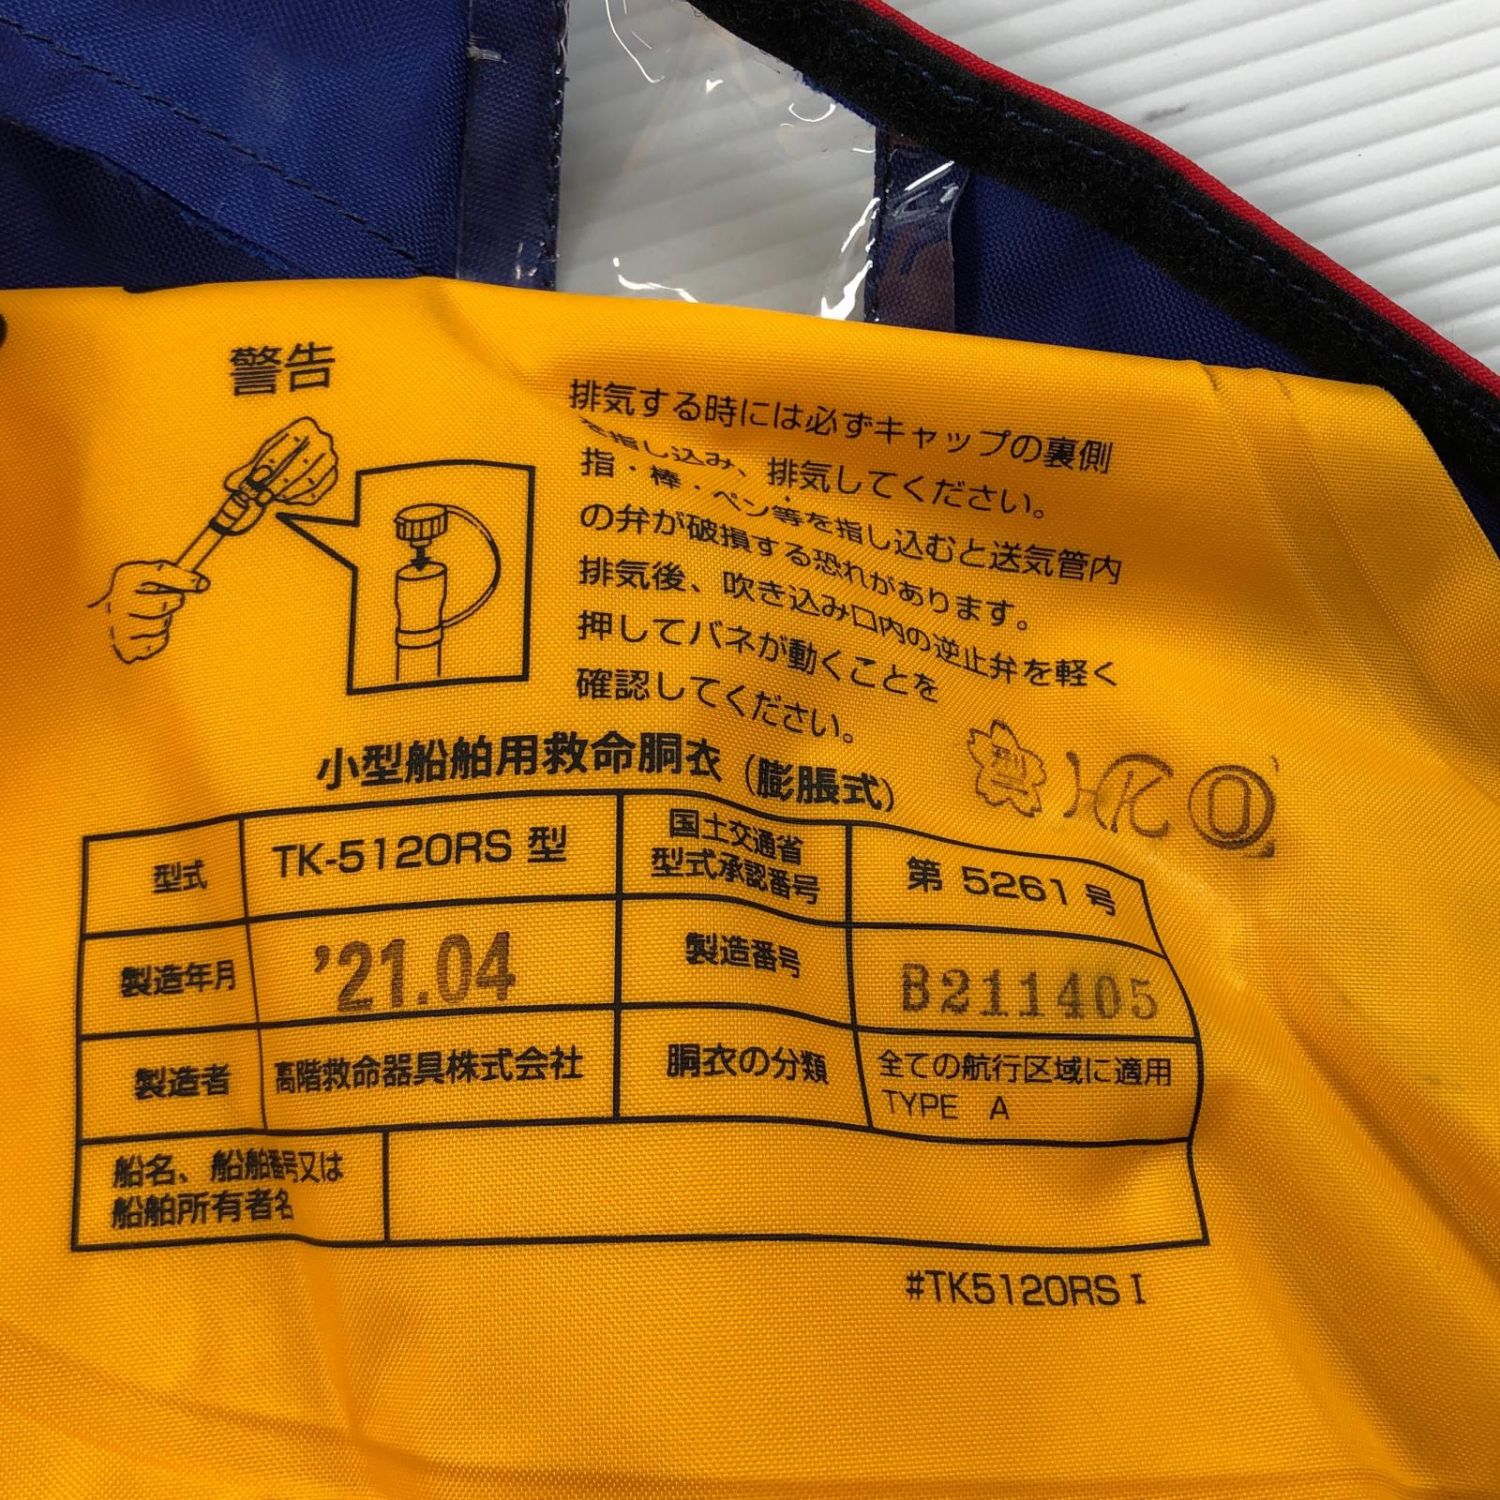 警告
排気する時には必ずキャップの裏側
を指し込み、排気してください。
指・棒・ペン等を指し込むと送気管内
の弁が破損する恐れがあります。
排気後、吹き込み口内の逆止弁を軽く
押してバネが動くことを
確認してください。
小型船舶用救命胴衣(膨脹式)
型
HK
型式 TK-5120RS 型 国土交通省型式承認番号 第 5261 号
製造年月 '21.04 製造番号 B211405
製造者 高階救命器具株式会社 胴衣の分類 全ての航行区域に適用
TYPE A
船名、船舶番号又は
船舶所有者名
#TK5120RS I